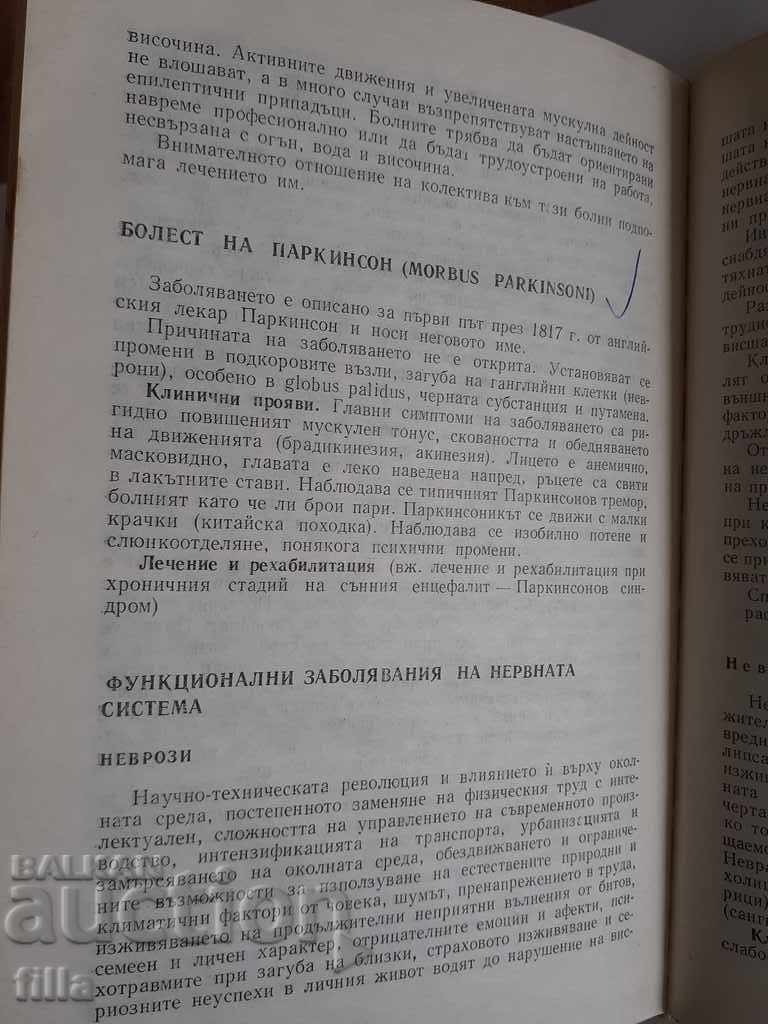 височина. Активните движения и увеличената мускулна дейност
не влошават, а в много случаи възпрепятствуват настъпването на
епилептични припадъци. Болните трябва да бъдат ориентирани
навреме професионално или да бъдат трудоустроени на работа,
несвързана с огън, вода и височина.
Внимателното отношение на колектива към тези болни подпо-
мага лечението им.
БОЛЕСТ НА ПАРКИНСОН (MORBUS PARKINSONI)
Заболяването е описано за първи път през 1817 г. от англий-
ския лекар Паркинсон и носи неговото име.
Причината на заболяването не е открита. Установяват се
промени в подкоровите възли, загуба на ганглийни клетки (нев-
рони), особено в globus palidus, черната субстанция и путамена.
Клинични прояви. Главни симптоми на заболяването са ри-
гидно повишеният мускулен тонус, сковаността и обедняването
на движенията (брадикинезия, акинезия). Лицето е анемично,
масковидно, главата е леко наведена напред, ръцете са свити
в лакътните стави. Наблюдава се типичният Паркинсонов тремор,
болният като че ли брои пари. Паркинсоникът се движи с малки
крачки (китайска походка). Наблюдава се изобилно потене и
слюнкоотделяне, понякога психични промени.
Лечение и рехабилитация (вж. лечение и рехабилитация при
хроничния стадий на сънния енцефалит — Паркинсонов син-
дром)
ФУНКЦИОНАЛНИ ЗАБОЛЯВАНИЯ НА НЕРВНАТА
СИСТЕМА
НЕВРОЗИ
Научно-техническата революция и влиянието ѝ върху окол-
ната среда, постепенното заменяне на физическия труд с инте-
лектуален, сложността на управлението на съвременното произ-
водство, интензификацията на транспорта, урбанизцията и
замърсяването на околната среда, обездвижването и ограниче-
ните възможности за използуване на естествените природни и
климатични фактори от човека, шумът, пренапрежението в труда,
изживяването на продължителни неприятни вълнения от битов,
семеен и личен характер, отрицателните емоции и афекти, пси-
хотравмите при загуба на близки, страховото изживяване и се-
риозните неуспехи в личния живот водят до нарушение на вис-
auction
filla